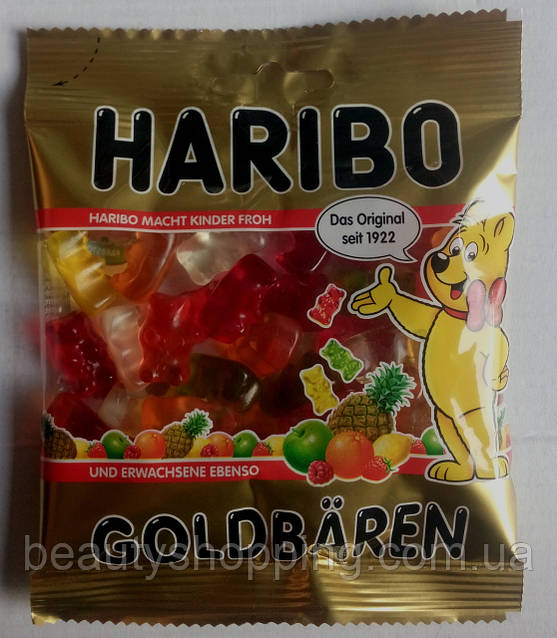 HARIBO
HARIBO MACHT KINDER FROH
Das Original
seit 1922
UND ERWACHSENE EBENSO
GOLDBÄREN
beautyshopping.com.ua